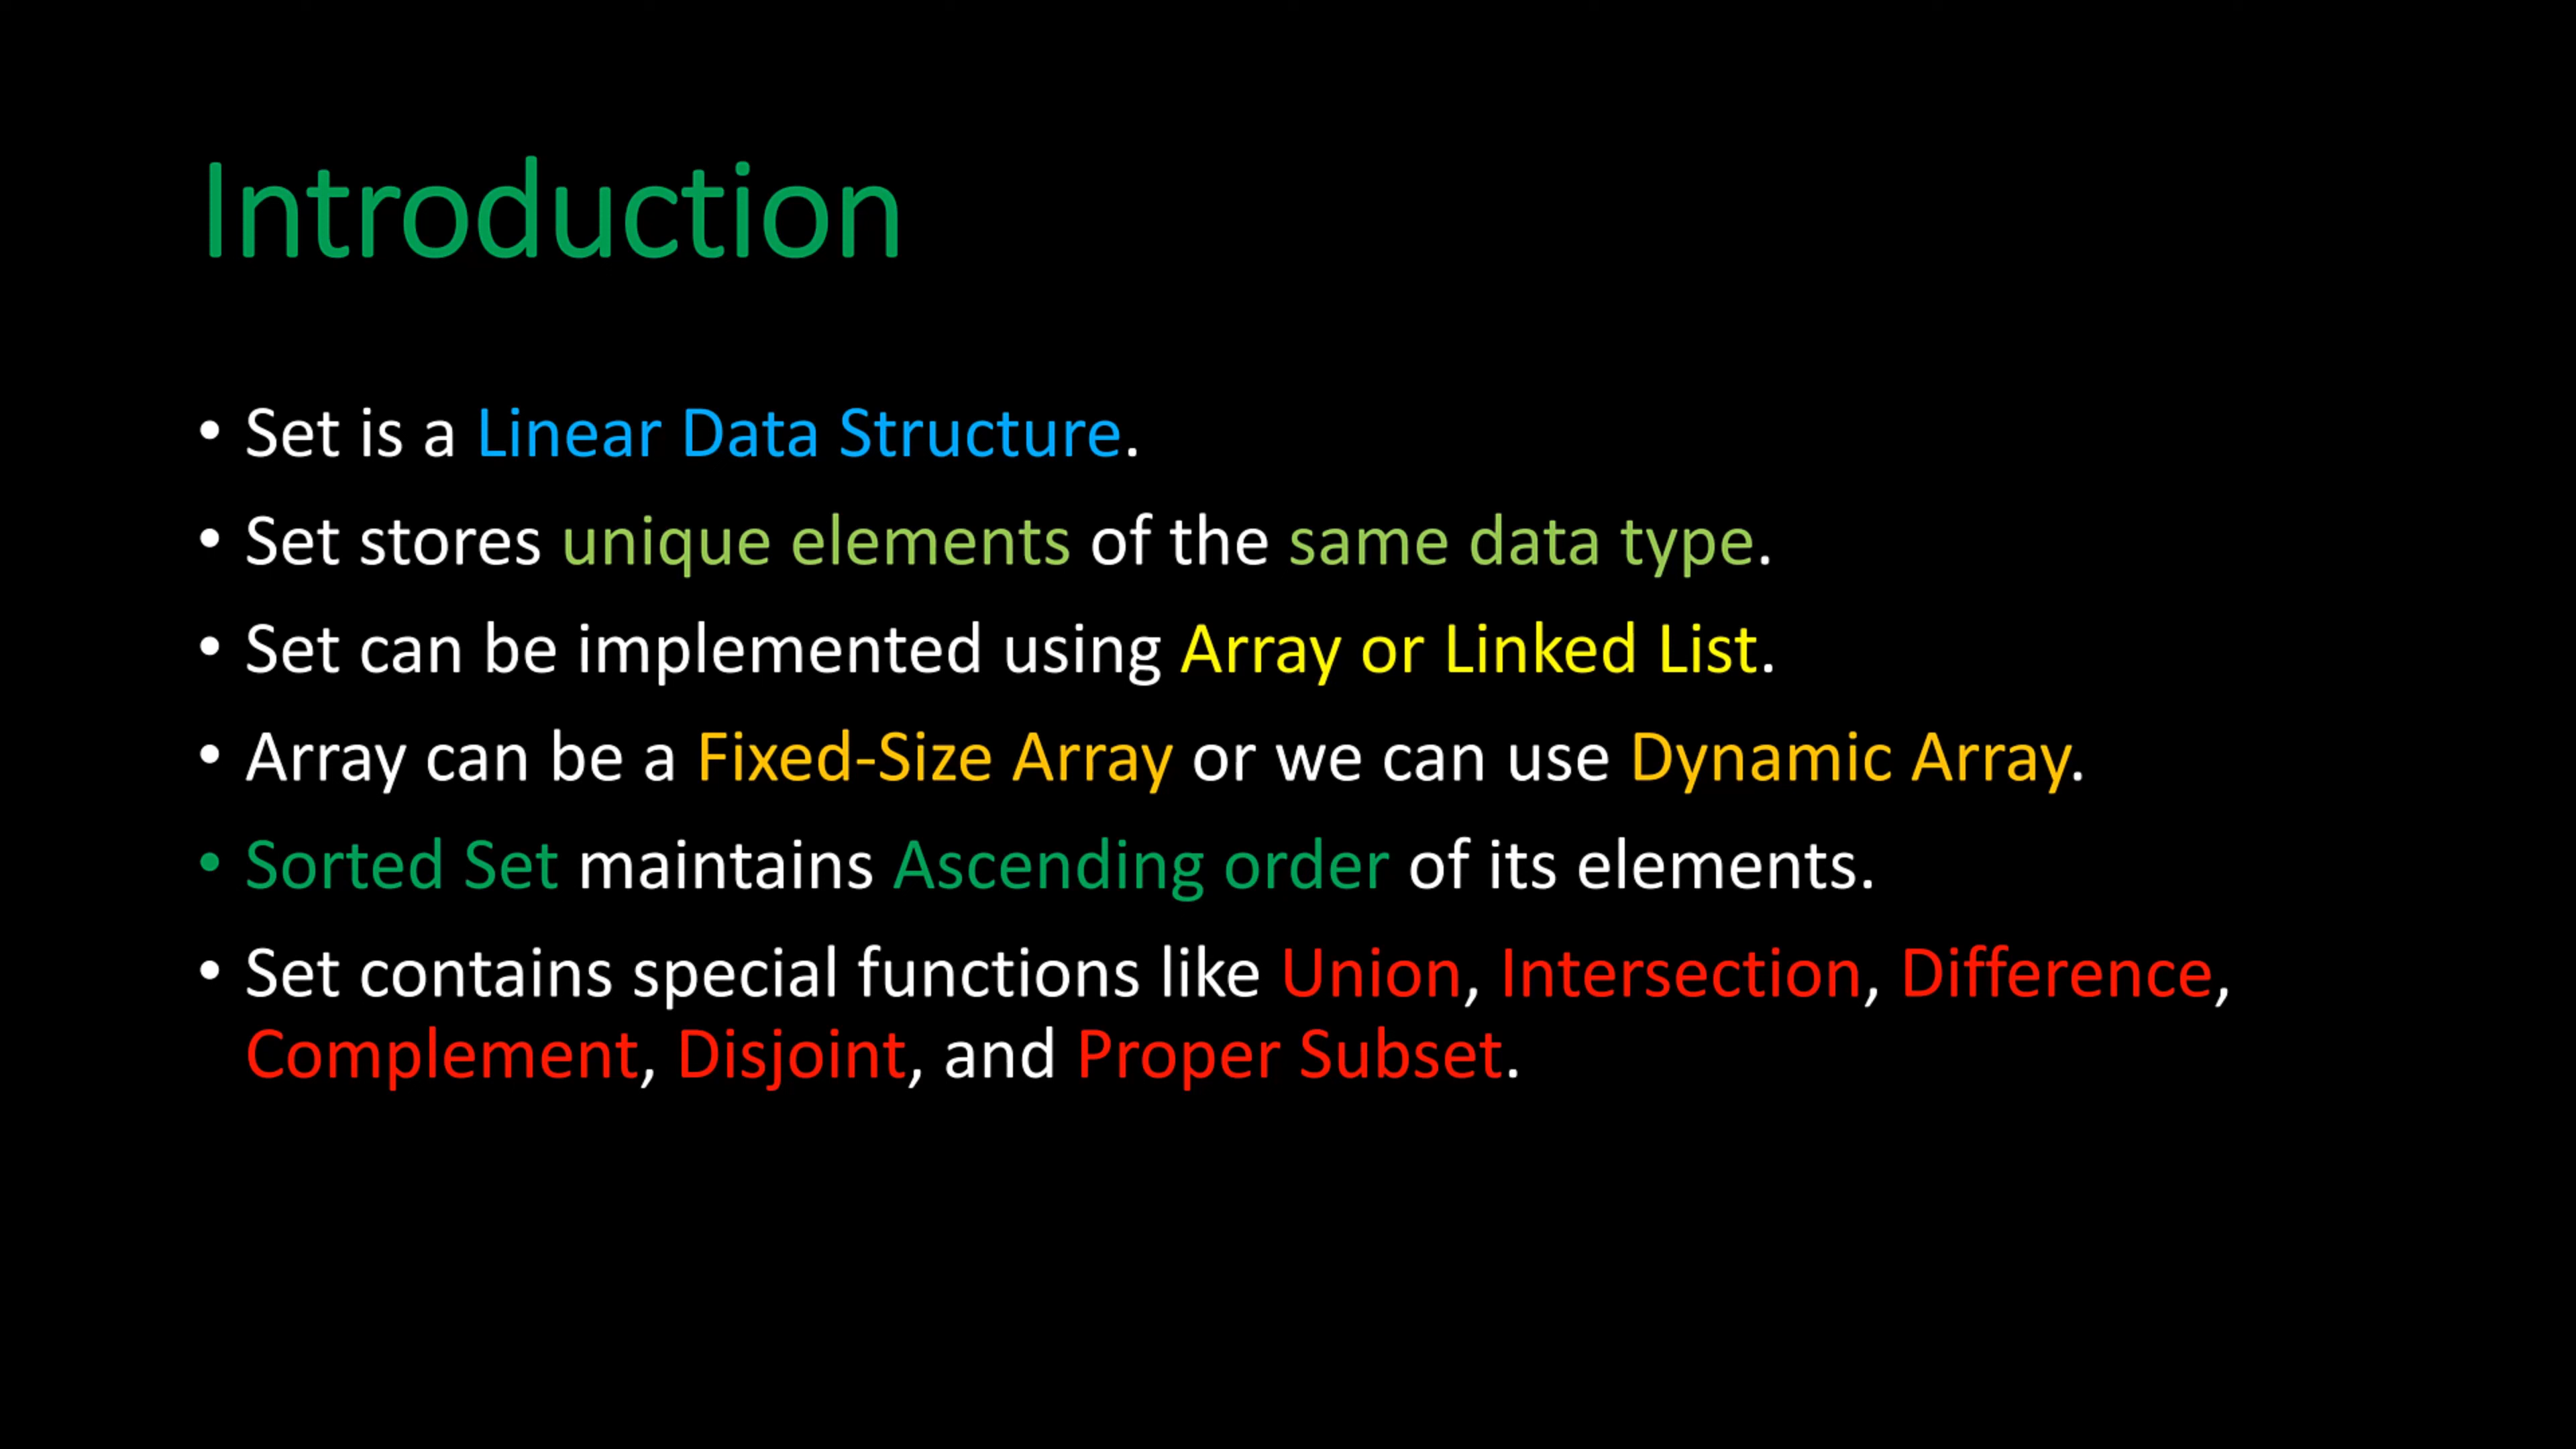 Introduction
• Set is a Linear Data Structure.
• Set stores unique elements of the same data type.
• Set can be implemented using Array or Linked List.
• Array can be a Fixed-Size Array or we can use Dynamic Array.
• Sorted Set maintains Ascending order of its elements.
• Set contains special functions like Union, Intersection, Difference,
Complement, Disjoint, and Proper Subset.